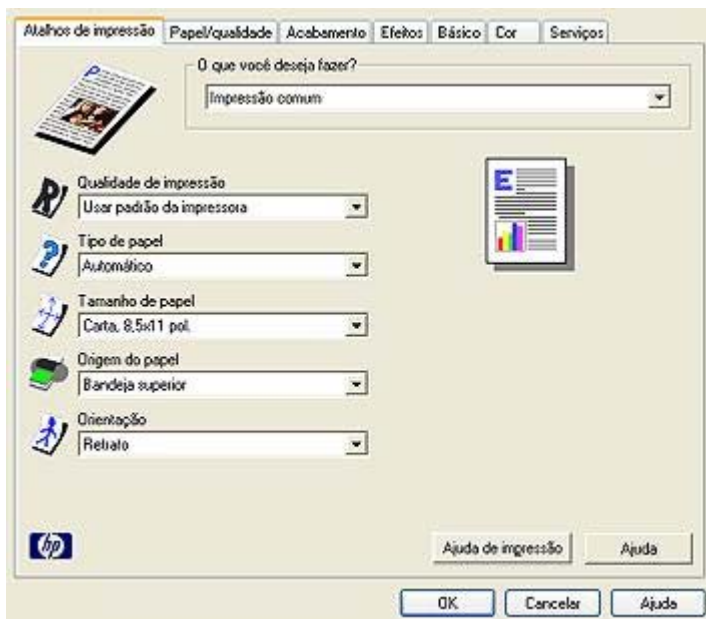 Atalhos de impressão Papel/qualidade Acabamento Efeitos Básico Cor Serviços
O que você deseja fazer?
Impressão comum
Qualidade de impressão
Usar padrão da impressora
Tipo de papel
Automático
Tamanho de papel
Carta, 8,5x11 pol.
Origem do papel
Bandeja superior
Orientação
Retrato
hp
Ajuda de impressão Ajuda
OK Cancelar Ajuda